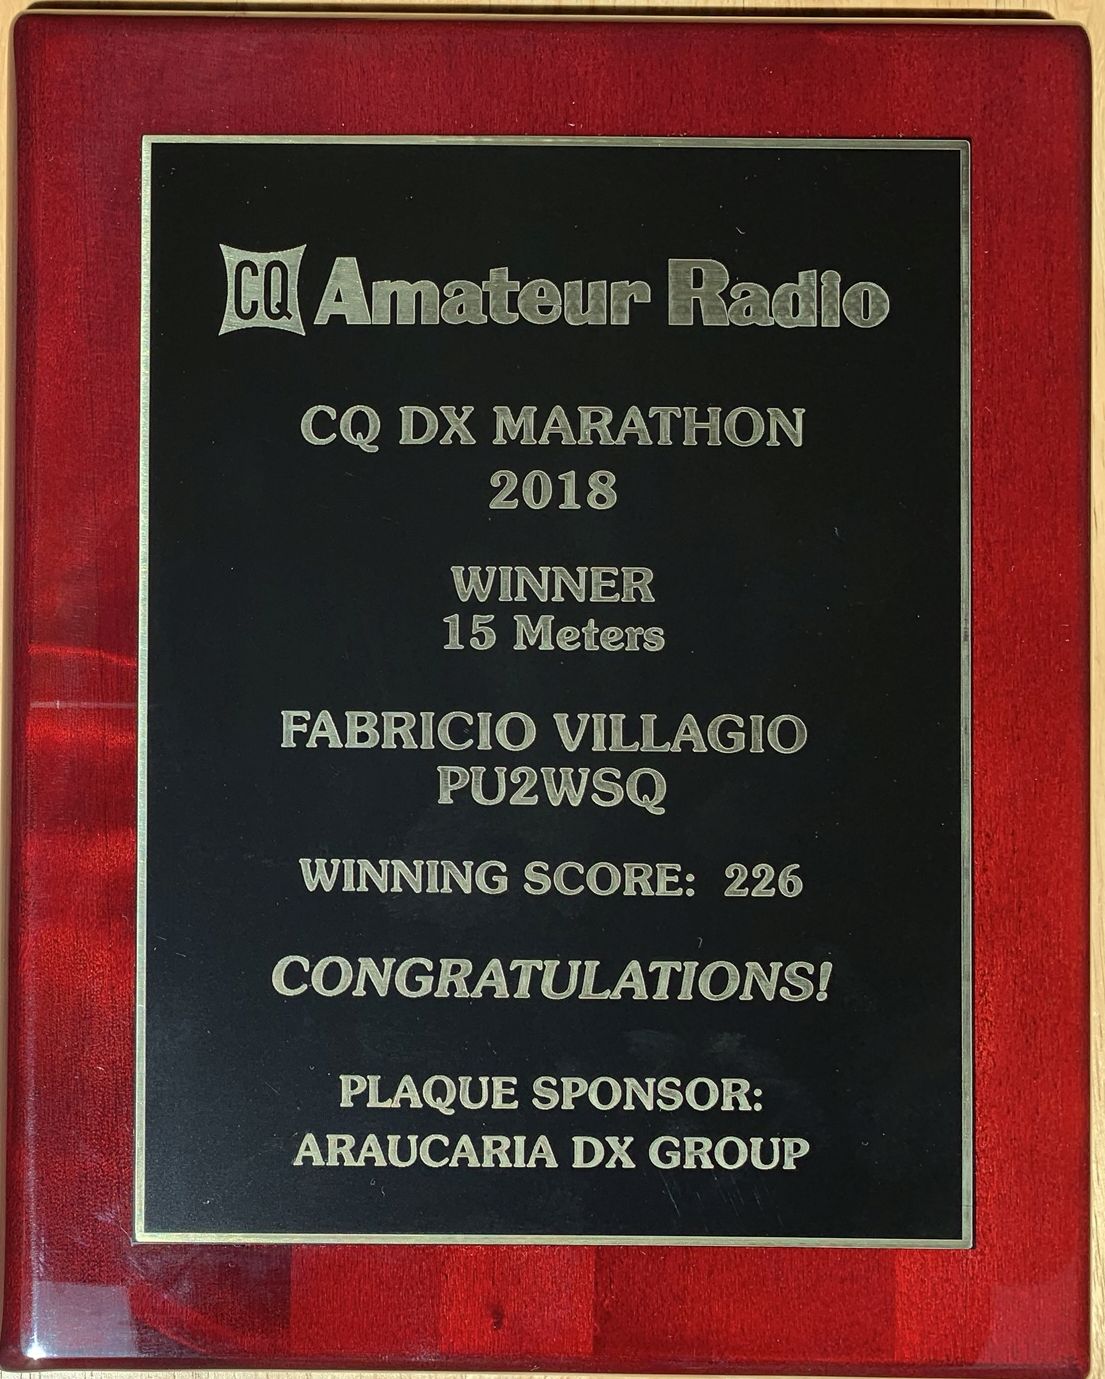 CQ Amateur Radio
CQ DX MARATHON
2018
WINNER
15 Meters
FABRICIO VILLAGIO
PU2WSQ
WINNING SCORE: 226
CONGRATULATIONS!
PLAQUE SPONSOR:
ARAUCARIA DX GROUP